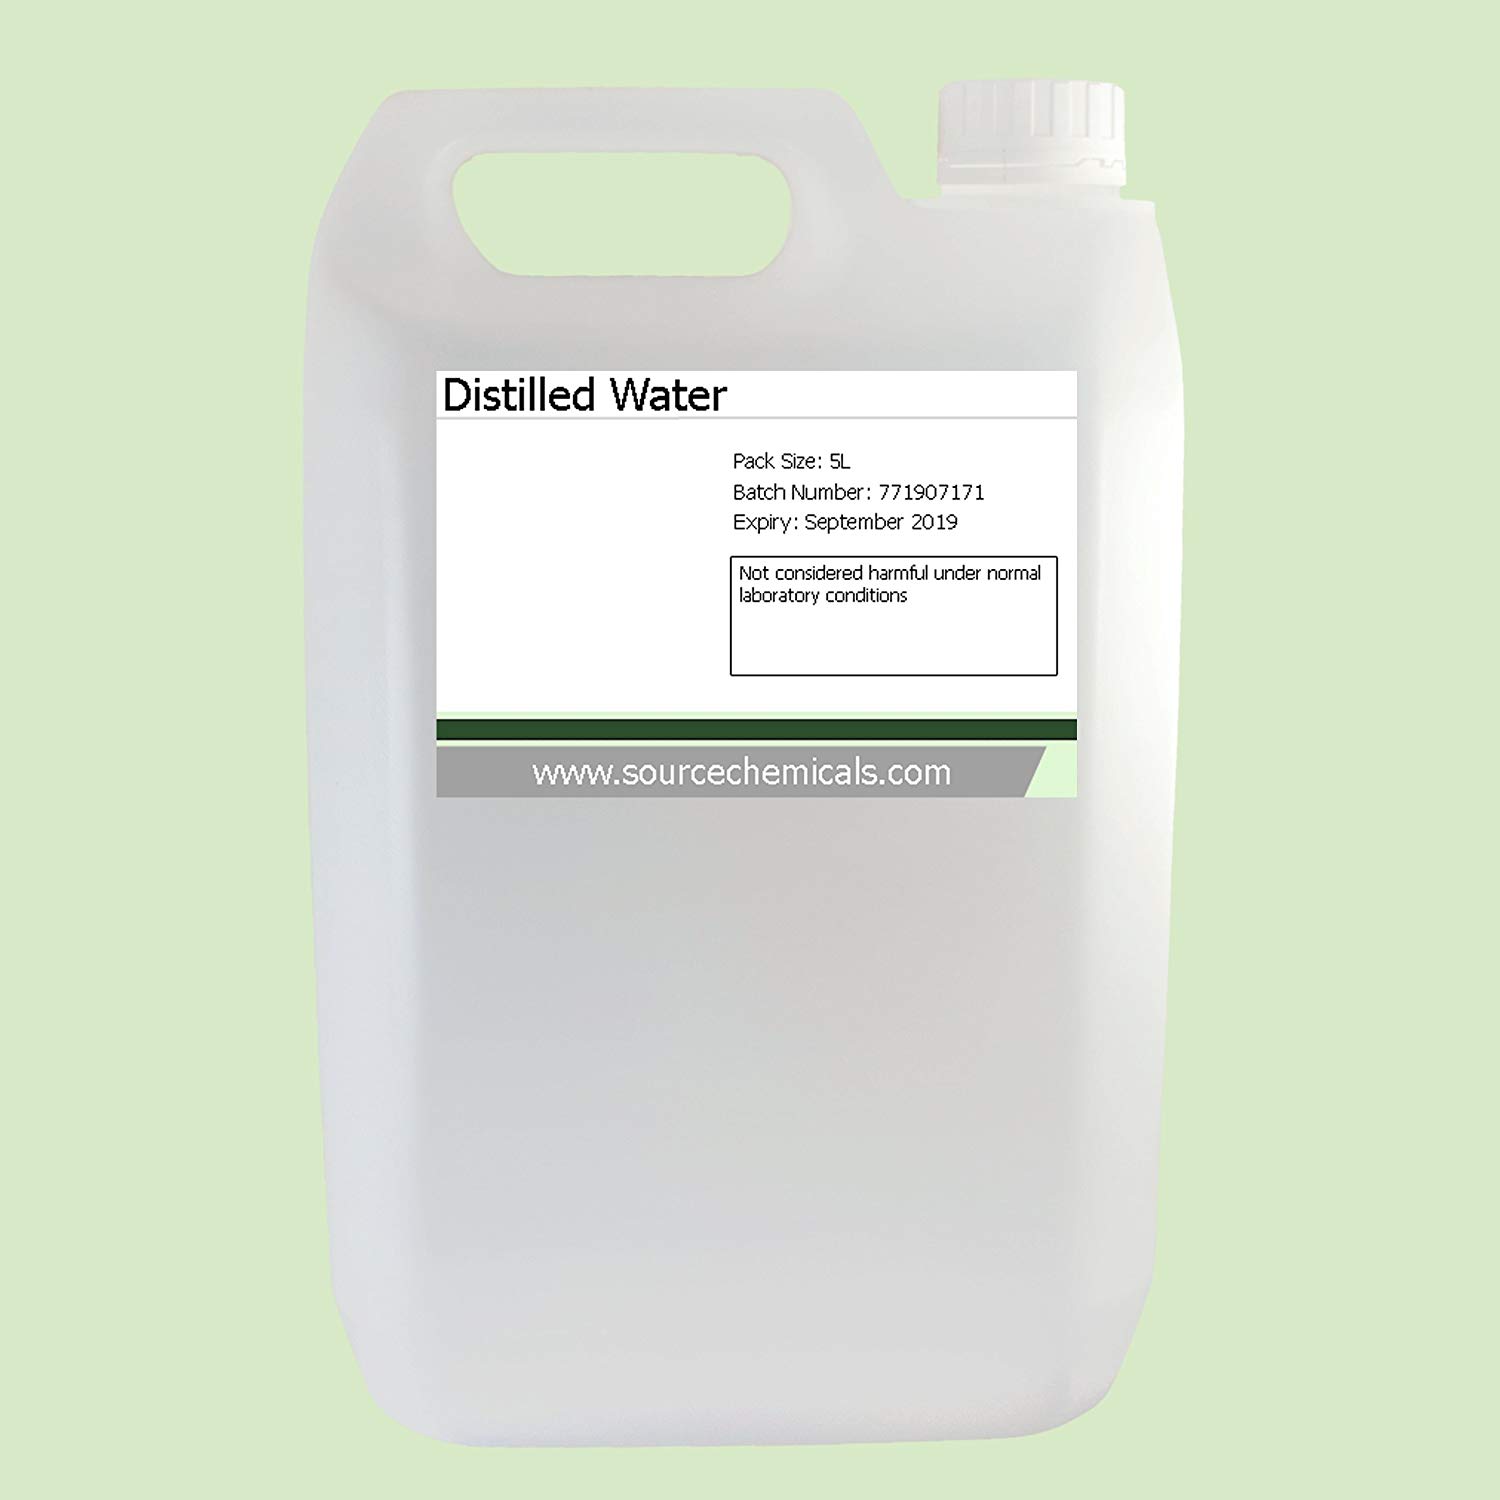 Distilled Water
Pack Size: 5L
Batch Number: 771907171
Expiry: September 2019
Not considered harmful under normal
laboratory conditions
www.sourcechemicals.com